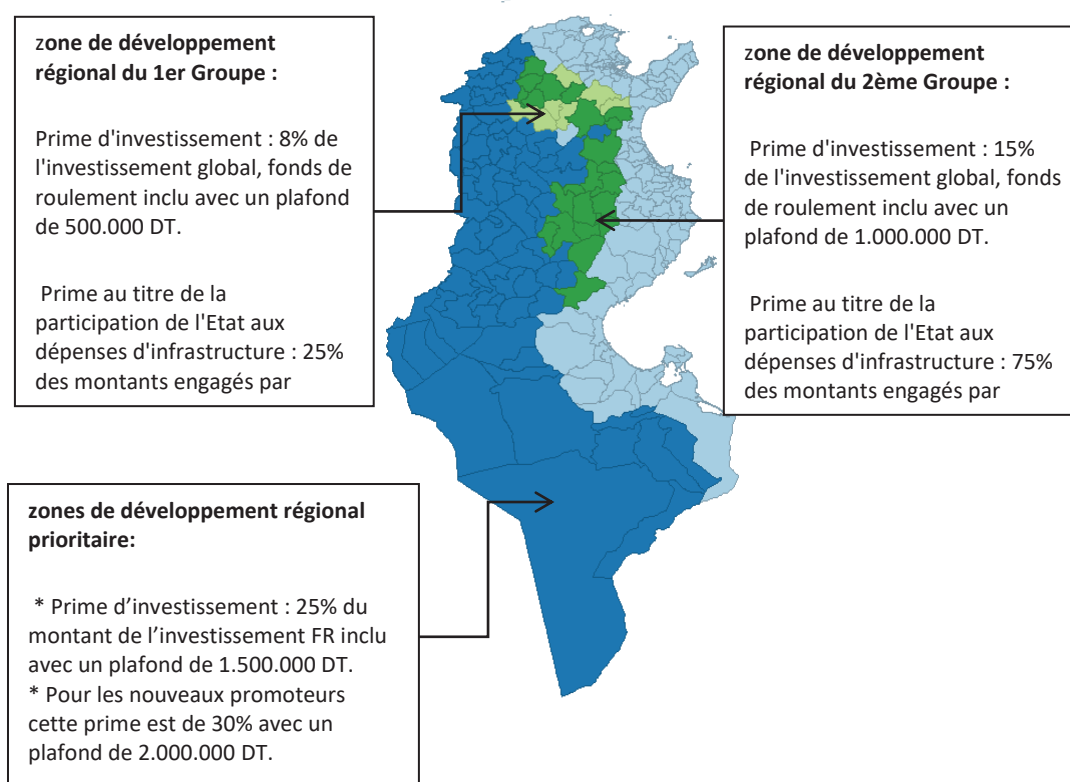 zone de développement
régional du 1er Groupe :
Prime d'investissement : 8% de
l'investissement global, fonds de
roulement inclu avec un plafond
de 500.000 DT.
Prime au titre de la
participation de l'Etat aux
dépenses d'infrastructure : 25%
des montants engagés par
zone de développement
régional du 2ème Groupe :
Prime d'investissement : 15%
de l'investissement global, fonds
de roulement inclu avec un
plafond de 1.000.000 DT.
Prime au titre de la
participation de l'Etat aux
dépenses d'infrastructure : 75%
des montants engagés par
zones de développement régional
prioritaire:
* Prime d’investissement : 25% du
montant de l’investissement FR inclu
avec un plafond de 1.500.000 DT.
* Pour les nouveaux promoteurs
cette prime est de 30% avec un
plafond de 2.000.000 DT.